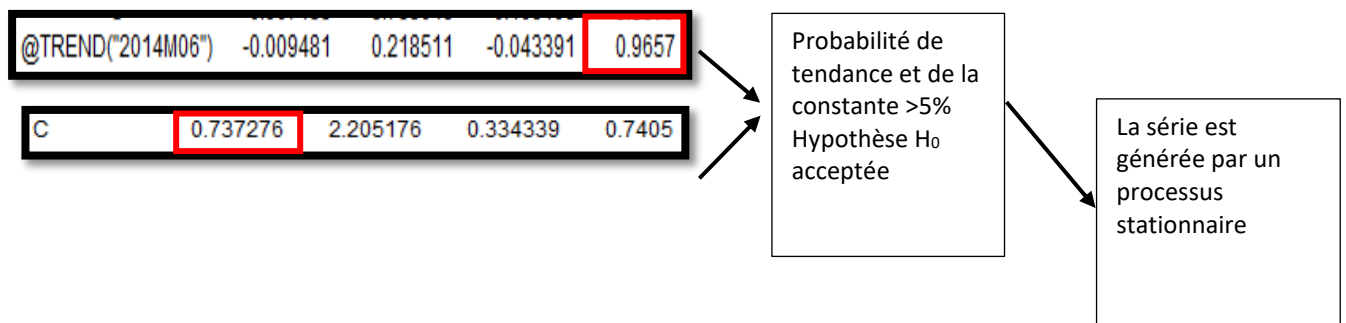 @TREND("2014M06") -0.009481 0.218511 -0.043391 0.9657
C 0.737276 2.205176 0.334339 0.7405
Probabilité de
tendance et de la
constante >5%
Hypothèse H₀
acceptée
La série est
générée par un
processus
stationnaire